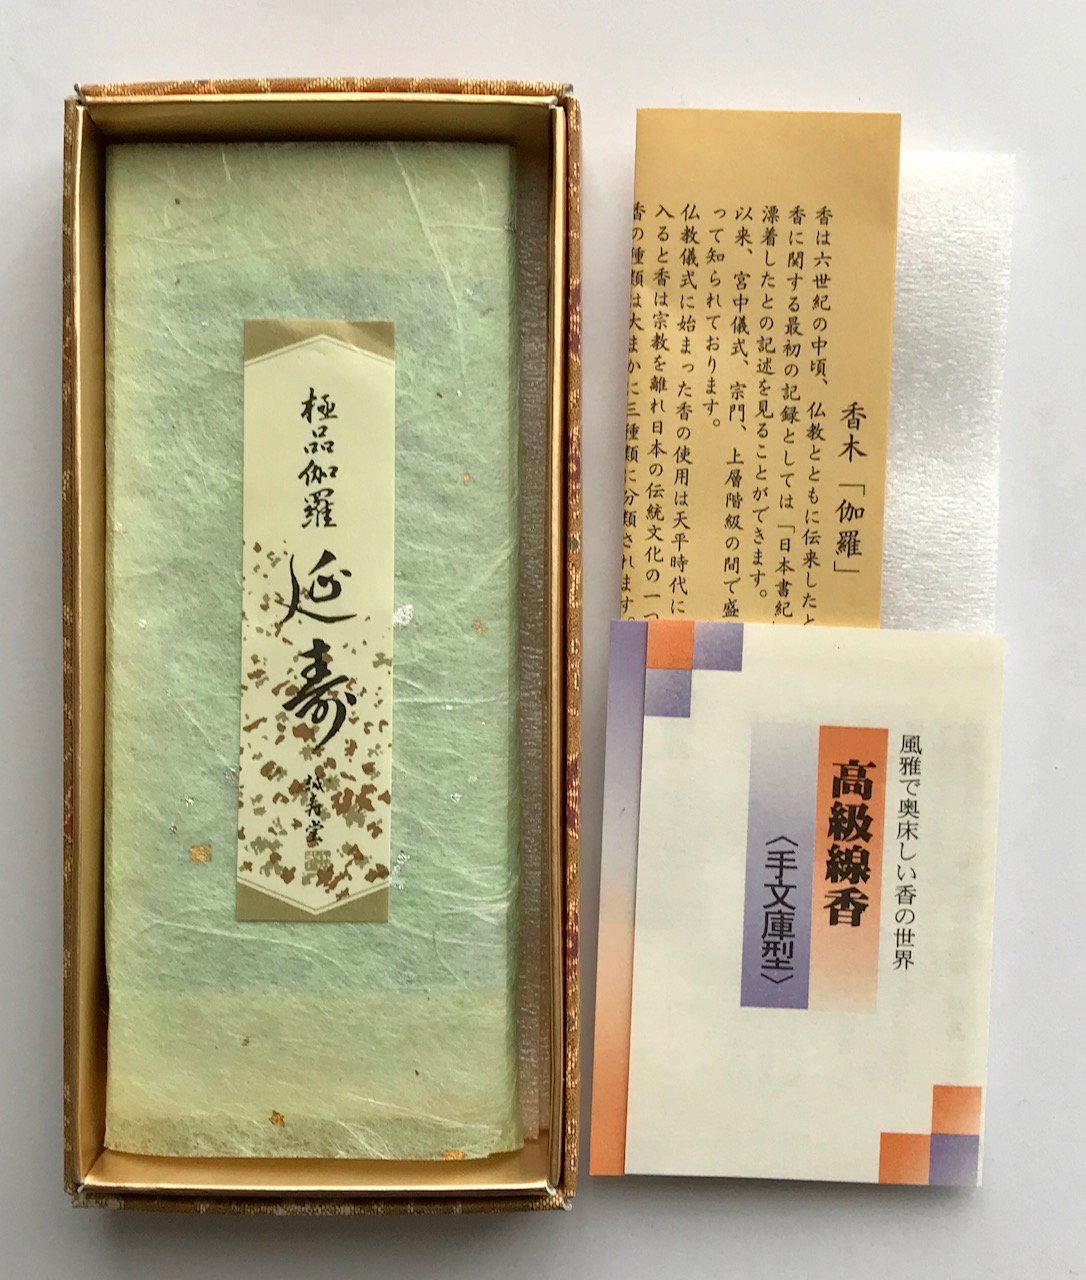 極品伽羅
延寿
誠寿堂
香木「伽羅」
香は六世紀の中頃、仏教とともに伝来したと
香に関する最初の記録としては「日本書紀
漂着したとの記述を見ることができます。
以来、宮中儀式、宗門、上層階級の間で盛
って知られております。
仏教儀式に始まった香の使用は天平時代に
入ると香は宗教を離れ日本の伝統文化の一つ
香の種類は大まかに三種類に分類されます。
風雅で奥床しい香の世界
高級線香
〈手文庫型〉